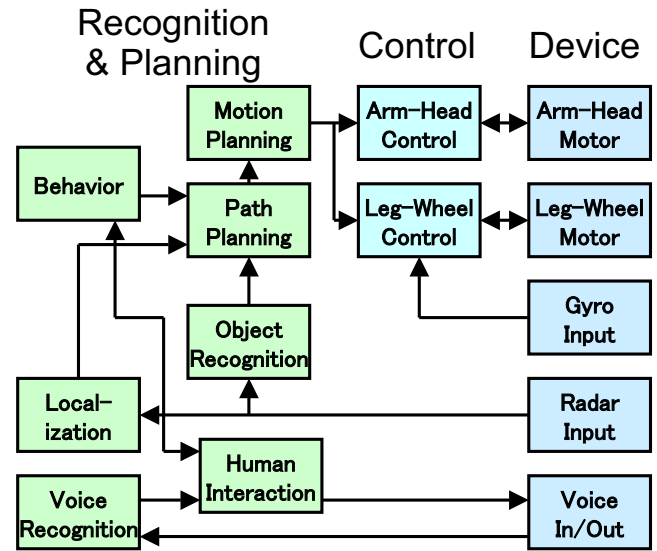 Recognition
& Planning
Control
Device
Motion
Planning
Arm-Head
Control
Arm-Head
Motor
Behavior
Path
Planning
Leg-Wheel
Control
Leg-Wheel
Motor
Gyro
Input
Object
Recognition
Local-
ization
Radar
Input
Human
Interaction
Voice
Recognition
Voice
In/Out